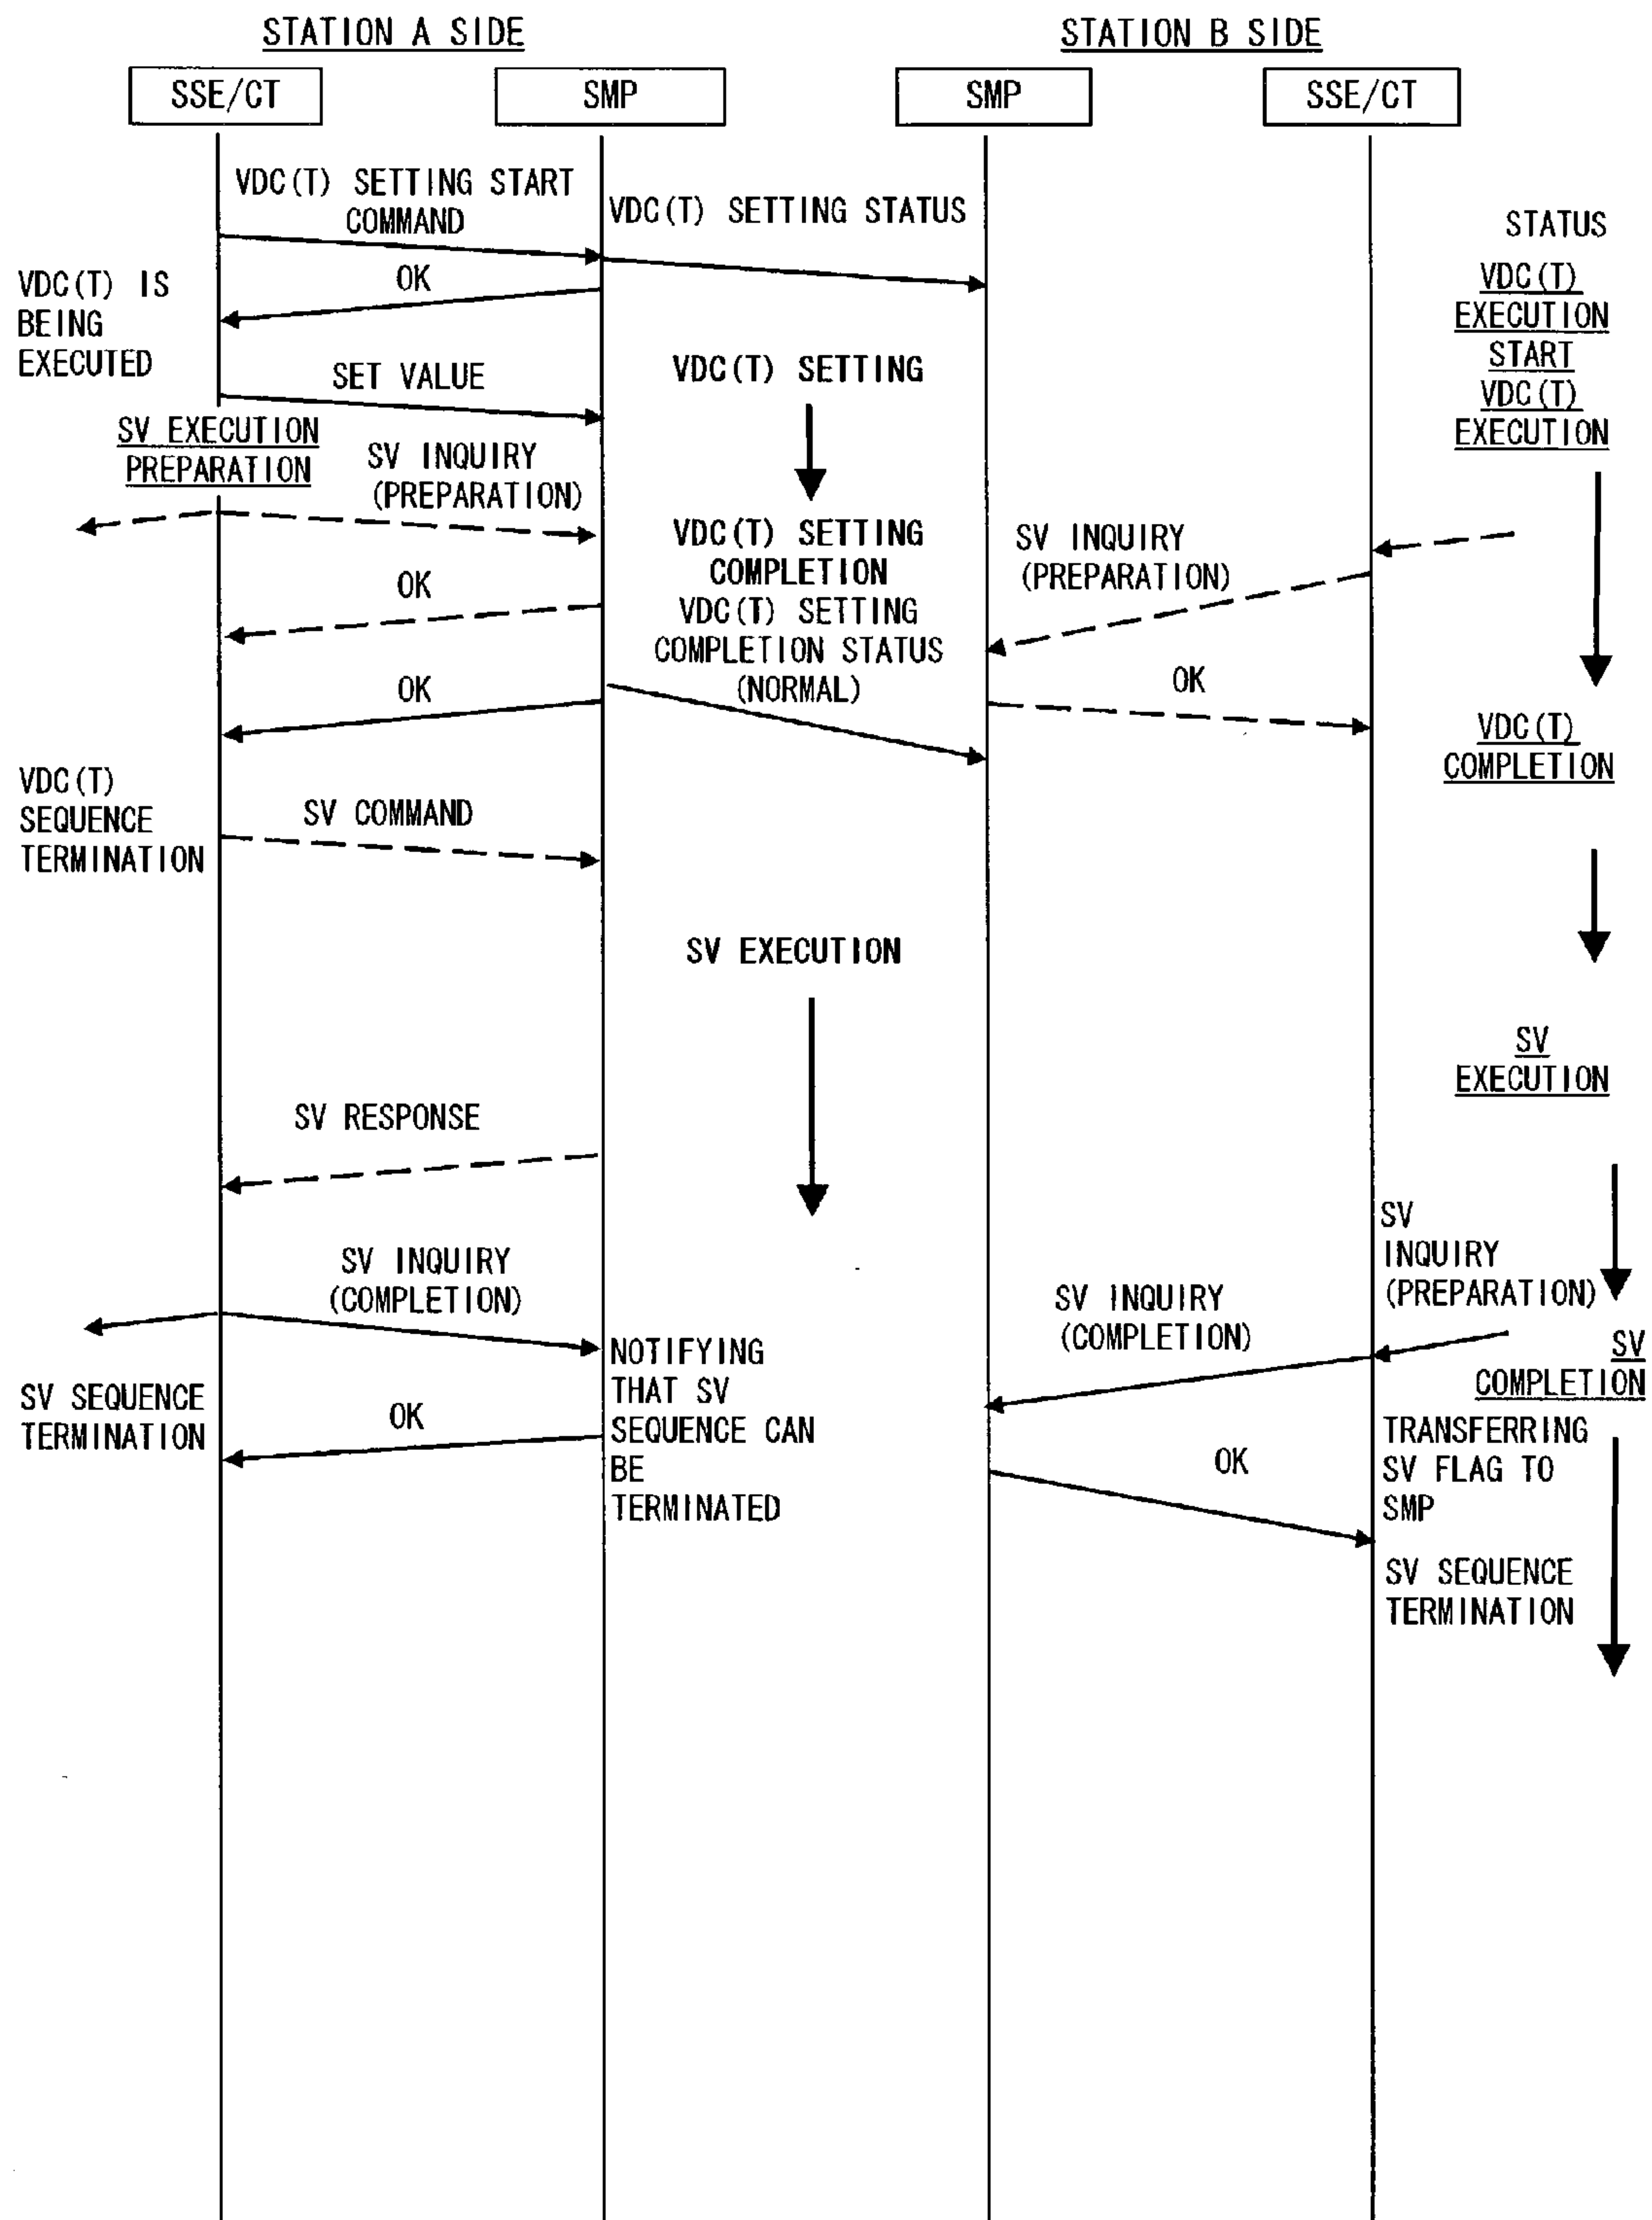 STATION A SIDE
STATION B SIDE
SSE/CT
SMP
SMP
SSE/CT
VDC(T) SETTING START
COMMAND
VDC(T) SETTING STATUS
STATUS
OK
VDC(T) IS
BEING
EXECUTED
VDC(T)
EXECUTION
START
VDC(T)
EXECUTION
SET VALUE
VDC(T) SETTING
SV EXECUTION
PREPARATION
SV INQUIRY
(PREPARATION)
VDC(T) SETTING
COMPLETION
VDC(T) SETTING
COMPLETION STATUS
(NORMAL)
SV INQUIRY
(PREPARATION)
OK
OK
OK
VDC(T)
COMPLETION
VDC(T)
SEQUENCE
TERMINATION
SV COMMAND
SV EXECUTION
SV
EXECUTION
SV RESPONSE
SV
INQUIRY
(PREPARATION)
SV INQUIRY
(COMPLETION)
SV INQUIRY
(COMPLETION)
NOTIFYING
THAT SV
SEQUENCE CAN
BE
TERMINATED
SV
COMPLETION
SV SEQUENCE
TERMINATION
OK
TRANSFERRING
SV FLAG TO
SMP
OK
SV SEQUENCE
TERMINATION